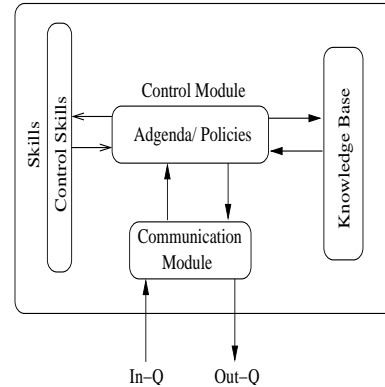 Control Module
Adgenda/ Policies
Skills
Control Skills
Knowledge Base
Communication
Module
In-Q
Out-Q